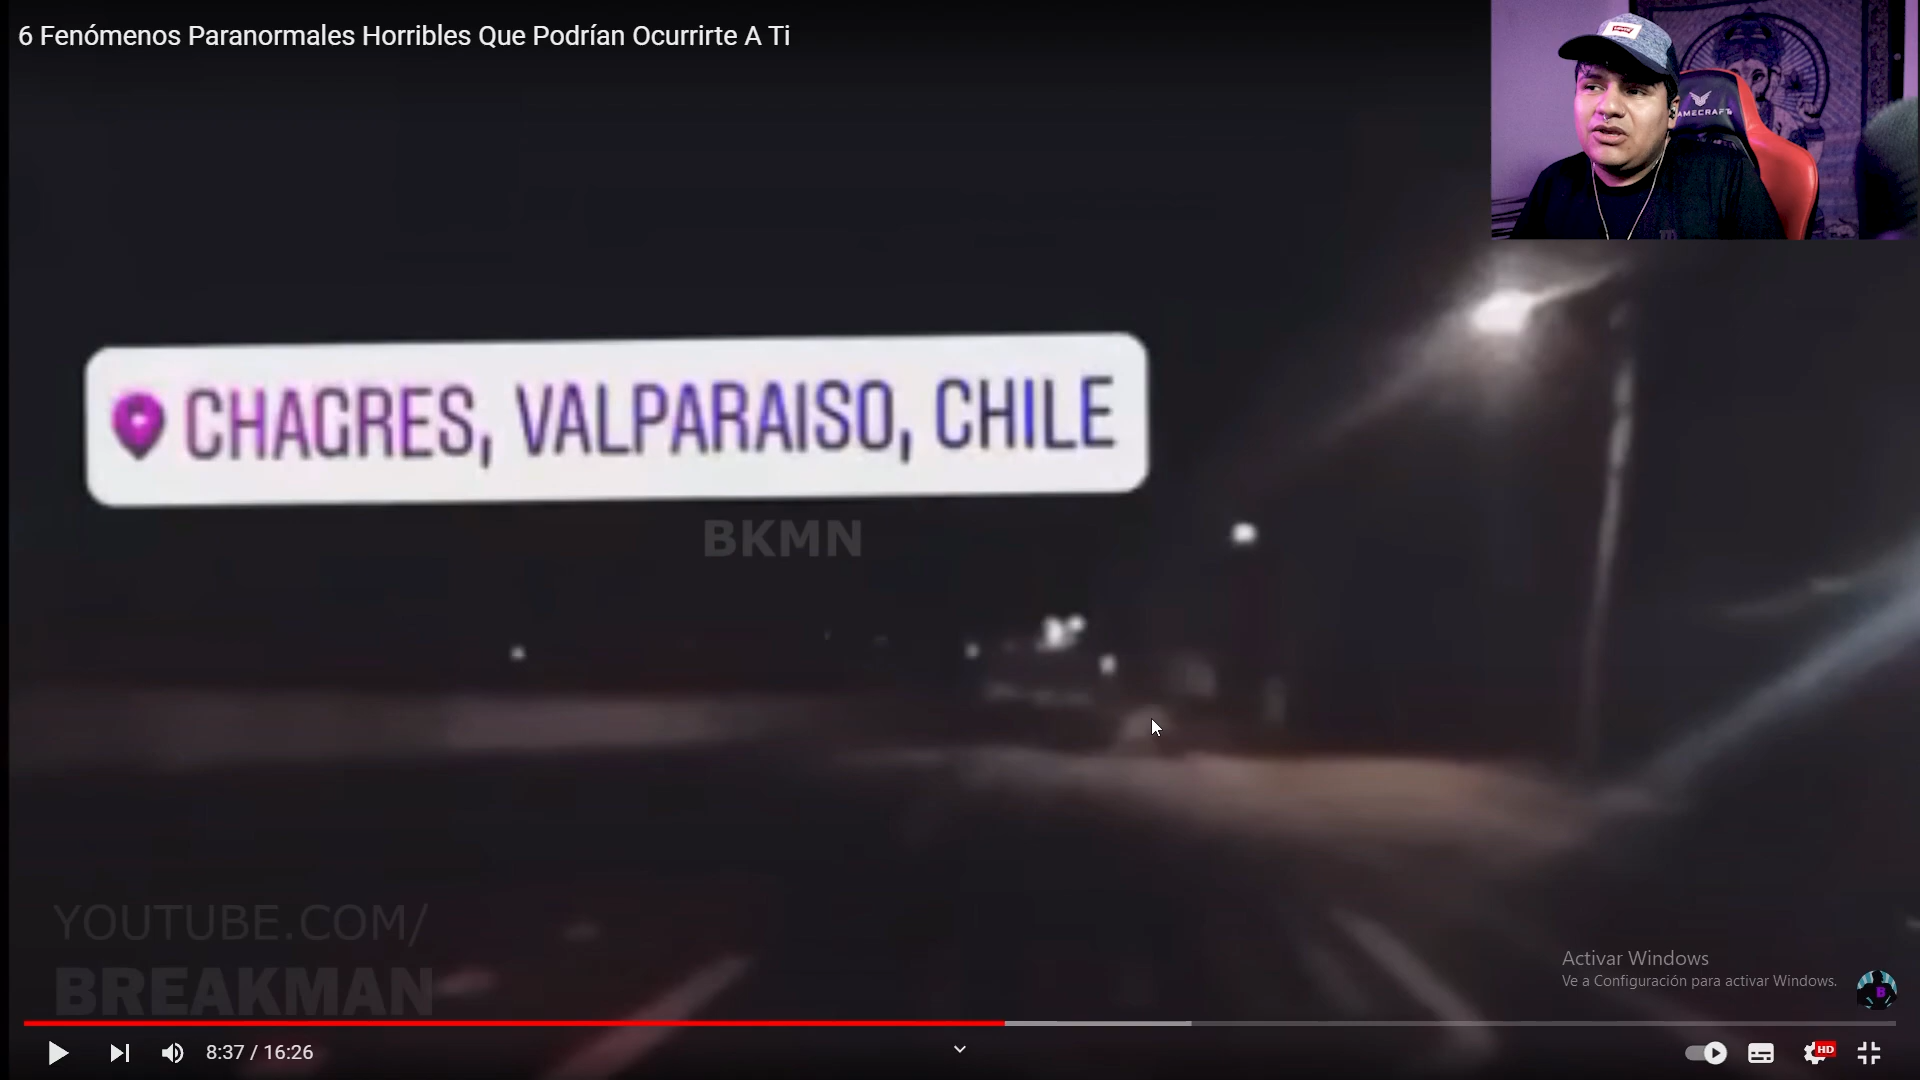 6 Fenómenos Paranormales Horribles Que Podrían Ocurrirte A Ti
GAMECRAFT
CHAGRES, VALPARAISO, CHILE
BKMN
YOUTUBE.COM/
BREAKMAN
Activar Windows
Ve a Configuración para activar Windows.
B
8:37 / 16:26
HD